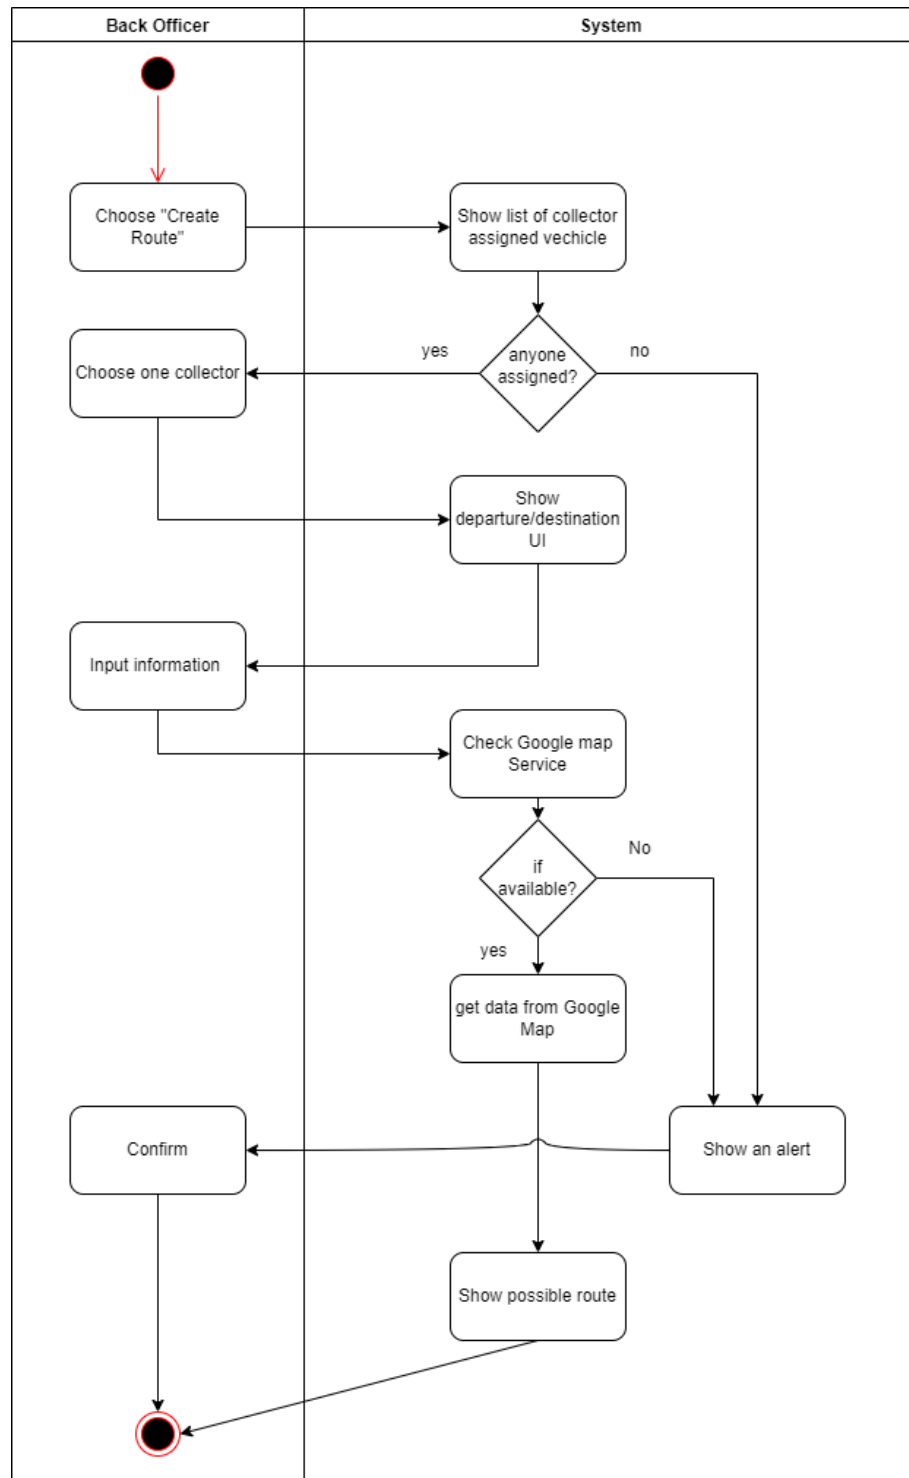 Back Officer
System
Choose "Create
Route"
Show list of collector
assigned vechicle
yes
anyone
assigned?
no
Choose one collector
Show
departure/destination
UI
Input information
Check Google map
Service
if
available?
No
yes
get data from Google
Map
Confirm
Show an alert
Show possible route